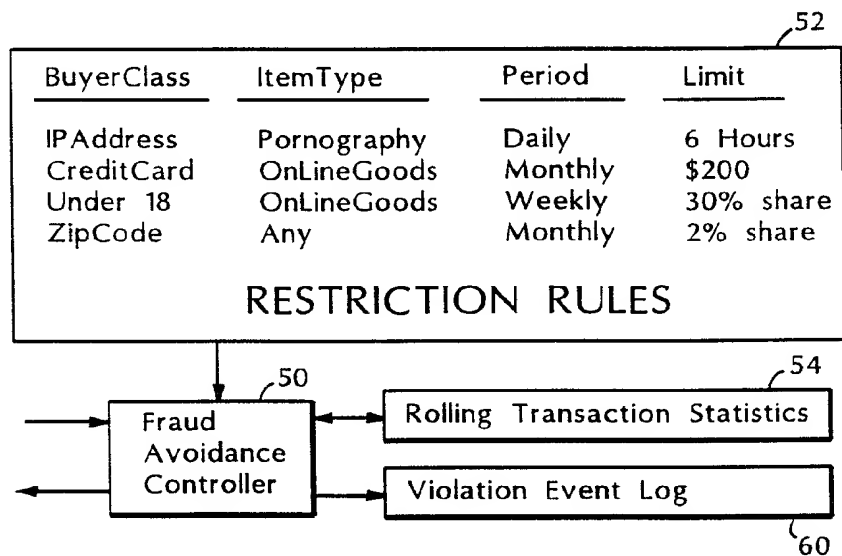 52
BuyerClass ItemType Period Limit
IPAddress Pornography Daily 6 Hours
CreditCard OnLineGoods Monthly $200
Under 18 OnLineGoods Weekly 30% share
ZipCode Any Monthly 2% share
RESTRICTION RULES
50
54
Fraud
Avoidance
Controller
Rolling Transaction Statistics
Violation Event Log
60